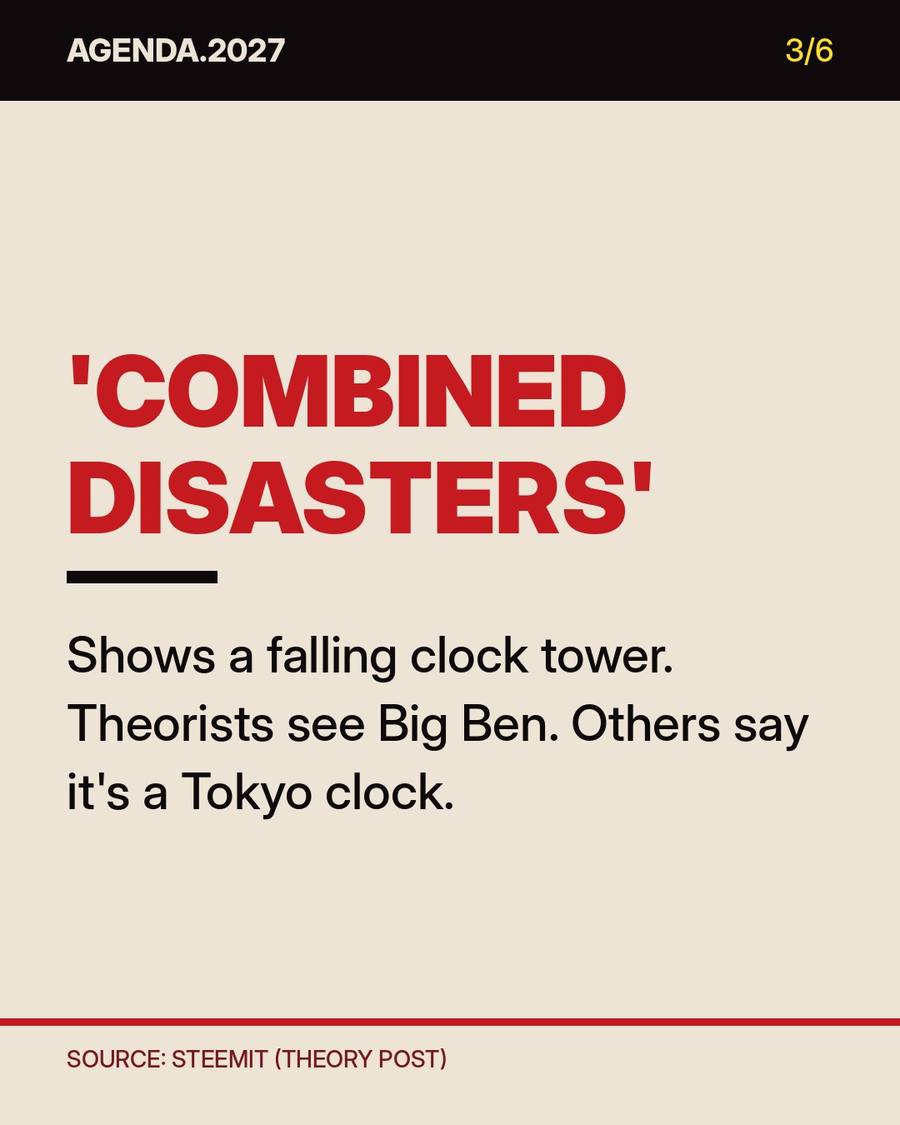 AGENDA.2027
3/6
'COMBINED
DISASTERS'
Shows a falling clock tower.
Theorists see Big Ben. Others say
it's a Tokyo clock.
SOURCE: STEEMIT (THEORY POST)